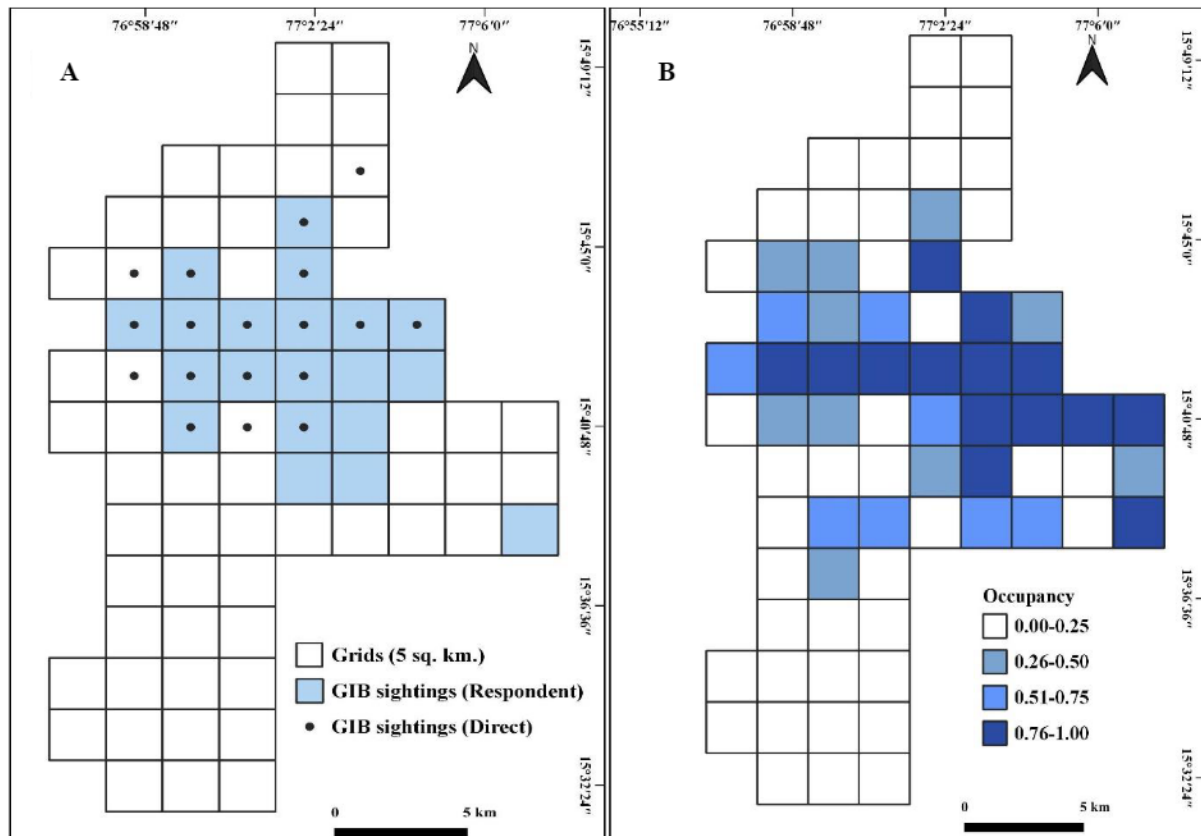 76°58'48" 77°2'24" 77°6'0"
A
N
15°49'12"
15°45'0"
15°40'48"
15°36'36"
15°32'24"
Grids (5 sq. km.)
GIB sightings (Respondent)
GIB sightings (Direct)
0 5 km
76°55'12" 76°58'48" 77°2'24" 77°6'0"
B
N
15°49'12"
15°45'0"
15°40'48"
15°36'36"
15°32'24"
Occupancy
0.00-0.25
0.26-0.50
0.51-0.75
0.76-1.00
0 5 km